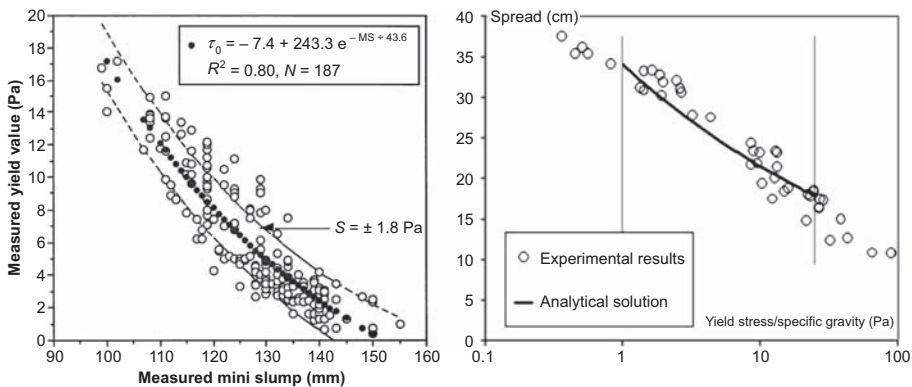 20
18
16
14
12
10
8
6
4
2
0
Measured yield value (Pa)
τ₀ = – 7.4 + 243.3 e^– MS ÷ 43.6
R² = 0.80, N = 187
S = ± 1.8 Pa
90 100 110 120 130 140 150 160
Measured mini slump (mm)
Spread (cm)
40
35
30
25
20
15
10
5
0
Experimental results
Analytical solution
Yield stress/specific gravity (Pa)
0.1 1 10 100